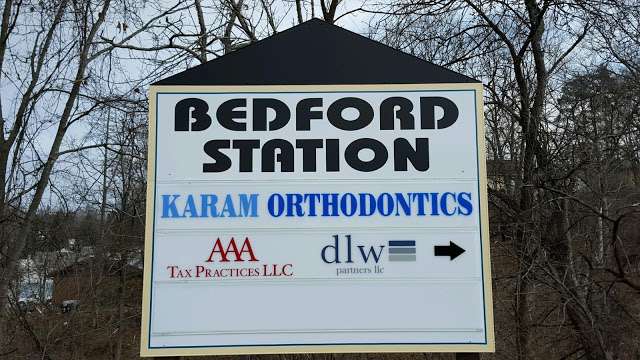 BEDFORD
STATION
KARAM ORTHODONTICS
AAA
TAX PRACTICES LLC
dlw
partners llc